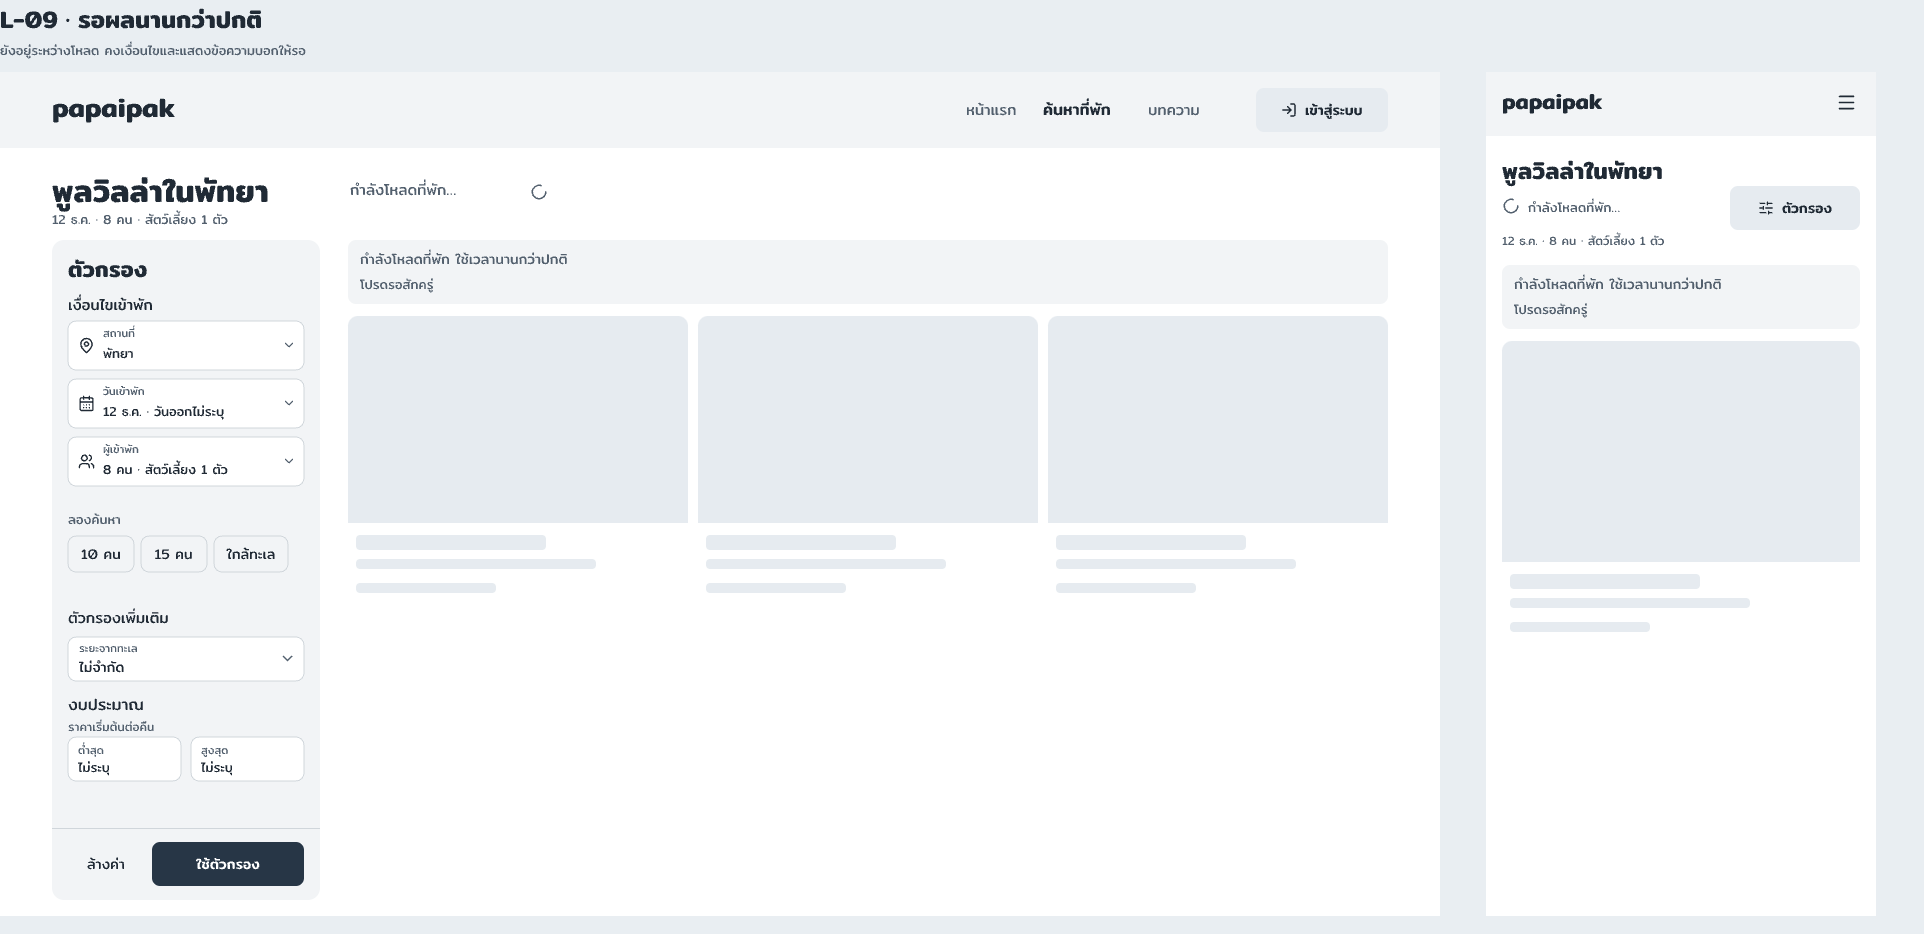 L-09 · รอผลนานกว่าปกติ
ยังอยู่ระหว่างโหลด คงเงื่อนไขและแสดงข้อความบอกให้รอ
papaipak
หน้าแรก
ค้นหาที่พัก
บทความ
เข้าสู่ระบบ
พูลวิลล่าในพัทยา
12 ธ.ค. · 8 คน · สัตว์เลี้ยง 1 ตัว
กำลังโหลดที่พัก...
ตัวกรอง
เงื่อนไขเข้าพัก
สถานที่
พัทยา
วันเข้าพัก
12 ธ.ค. · วันออกไม่ระบุ
ผู้เข้าพัก
8 คน · สัตว์เลี้ยง 1 ตัว
ลองค้นหา
10 คน
15 คน
ใกล้ทะเล
ตัวกรองเพิ่มเติม
ระยะจากทะเล
ไม่จำกัด
งบประมาณ
ราคาเริ่มต้นต่อคืน
ต่ำสุด
ไม่ระบุ
สูงสุด
ไม่ระบุ
ล้างค่า
ใช้ตัวกรอง
กำลังโหลดที่พัก ใช้เวลานานกว่าปกติ
โปรดรอสักครู่
papaipak
พูลวิลล่าในพัทยา
กำลังโหลดที่พัก...
ตัวกรอง
12 ธ.ค. · 8 คน · สัตว์เลี้ยง 1 ตัว
กำลังโหลดที่พัก ใช้เวลานานกว่าปกติ
โปรดรอสักครู่